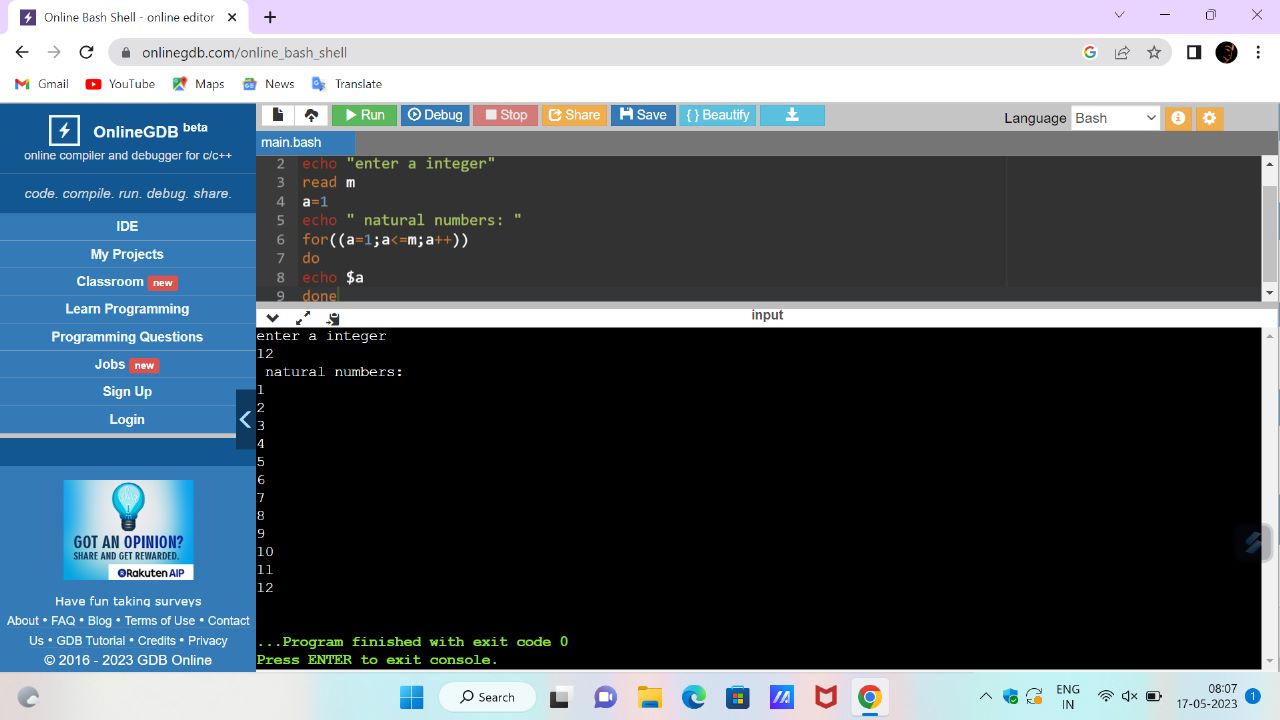 Online Bash Shell - online editor
onlinegdb.com/online_bash_shell
Gmail YouTube Maps News Translate
OnlineGDB beta
online compiler and debugger for c/c++
code. compile. run. debug. share.
IDE
My Projects
Classroom new
Learn Programming
Programming Questions
Jobs new
Sign Up
Login
GOT AN OPINION?
SHARE AND GET REWARDED.
Rakuten AIP
Have fun taking surveys
About • FAQ • Blog • Terms of Use • Contact
Us • GDB Tutorial • Credits • Privacy
© 2016 - 2023 GDB Online
Run Debug Stop Share Save { } Beautify
Language Bash
main.bash
2 echo "enter a integer"
3 read m
4 a=1
5 echo " natural numbers: "
6 for((a=1;a<=m;a++))
7 do
8 echo $a
9 done
input
enter a integer
12
natural numbers:
1
2
3
4
5
6
7
8
9
10
11
12
...Program finished with exit code 0
Press ENTER to exit console.
Search
ENG
IN
08:07
17-05-2023
1